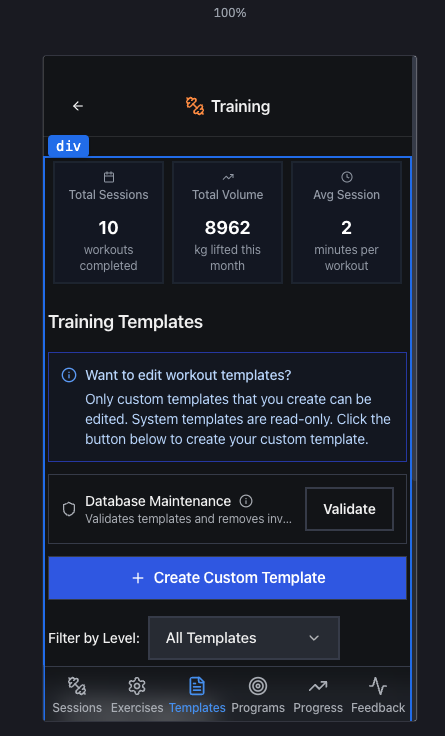 100%
Training
div
Total Sessions
10
workouts
completed
Total Volume
8962
kg lifted this
month
Avg Session
2
minutes per
workout
Training Templates
Want to edit workout templates?
Only custom templates that you create can be
edited. System templates are read-only. Click the
button below to create your custom template.
Database Maintenance
Validates templates and removes inv...
Validate
Create Custom Template
Filter by Level:
All Templates
Sessions
Exercises
Templates
Programs
Progress
Feedback